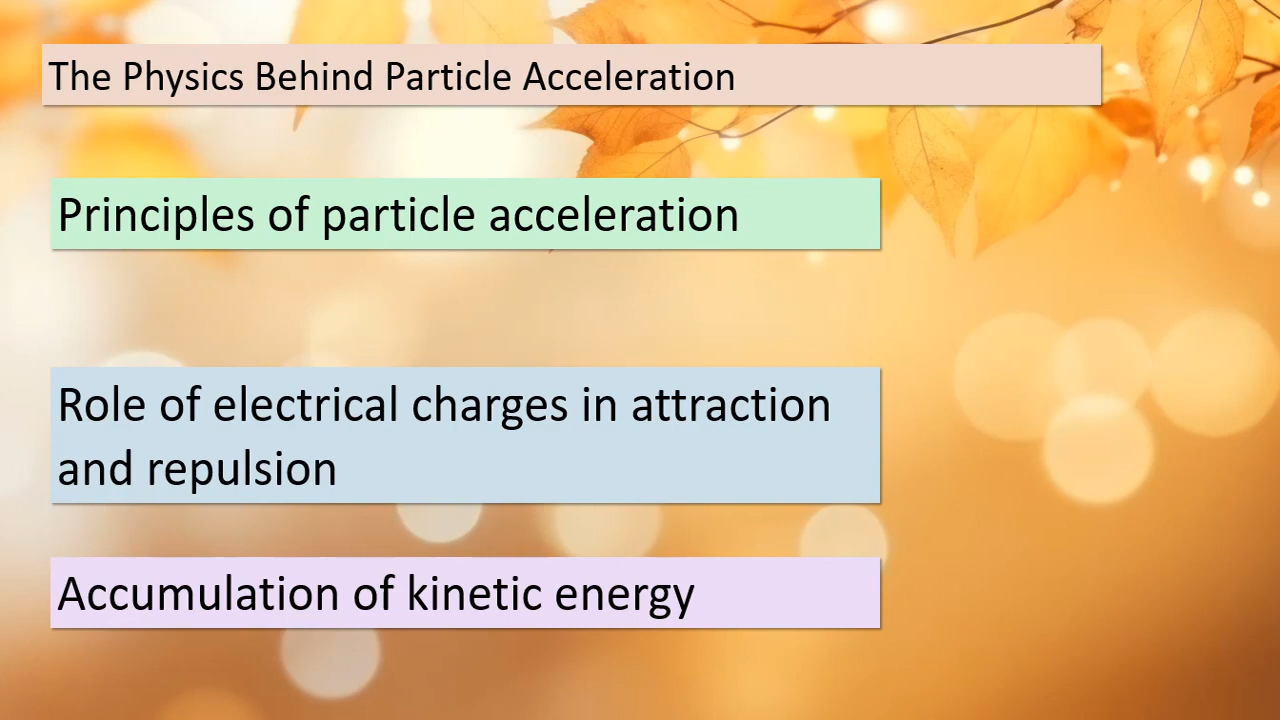 The Physics Behind Particle Acceleration
Principles of particle acceleration
Role of electrical charges in attraction
and repulsion
Accumulation of kinetic energy